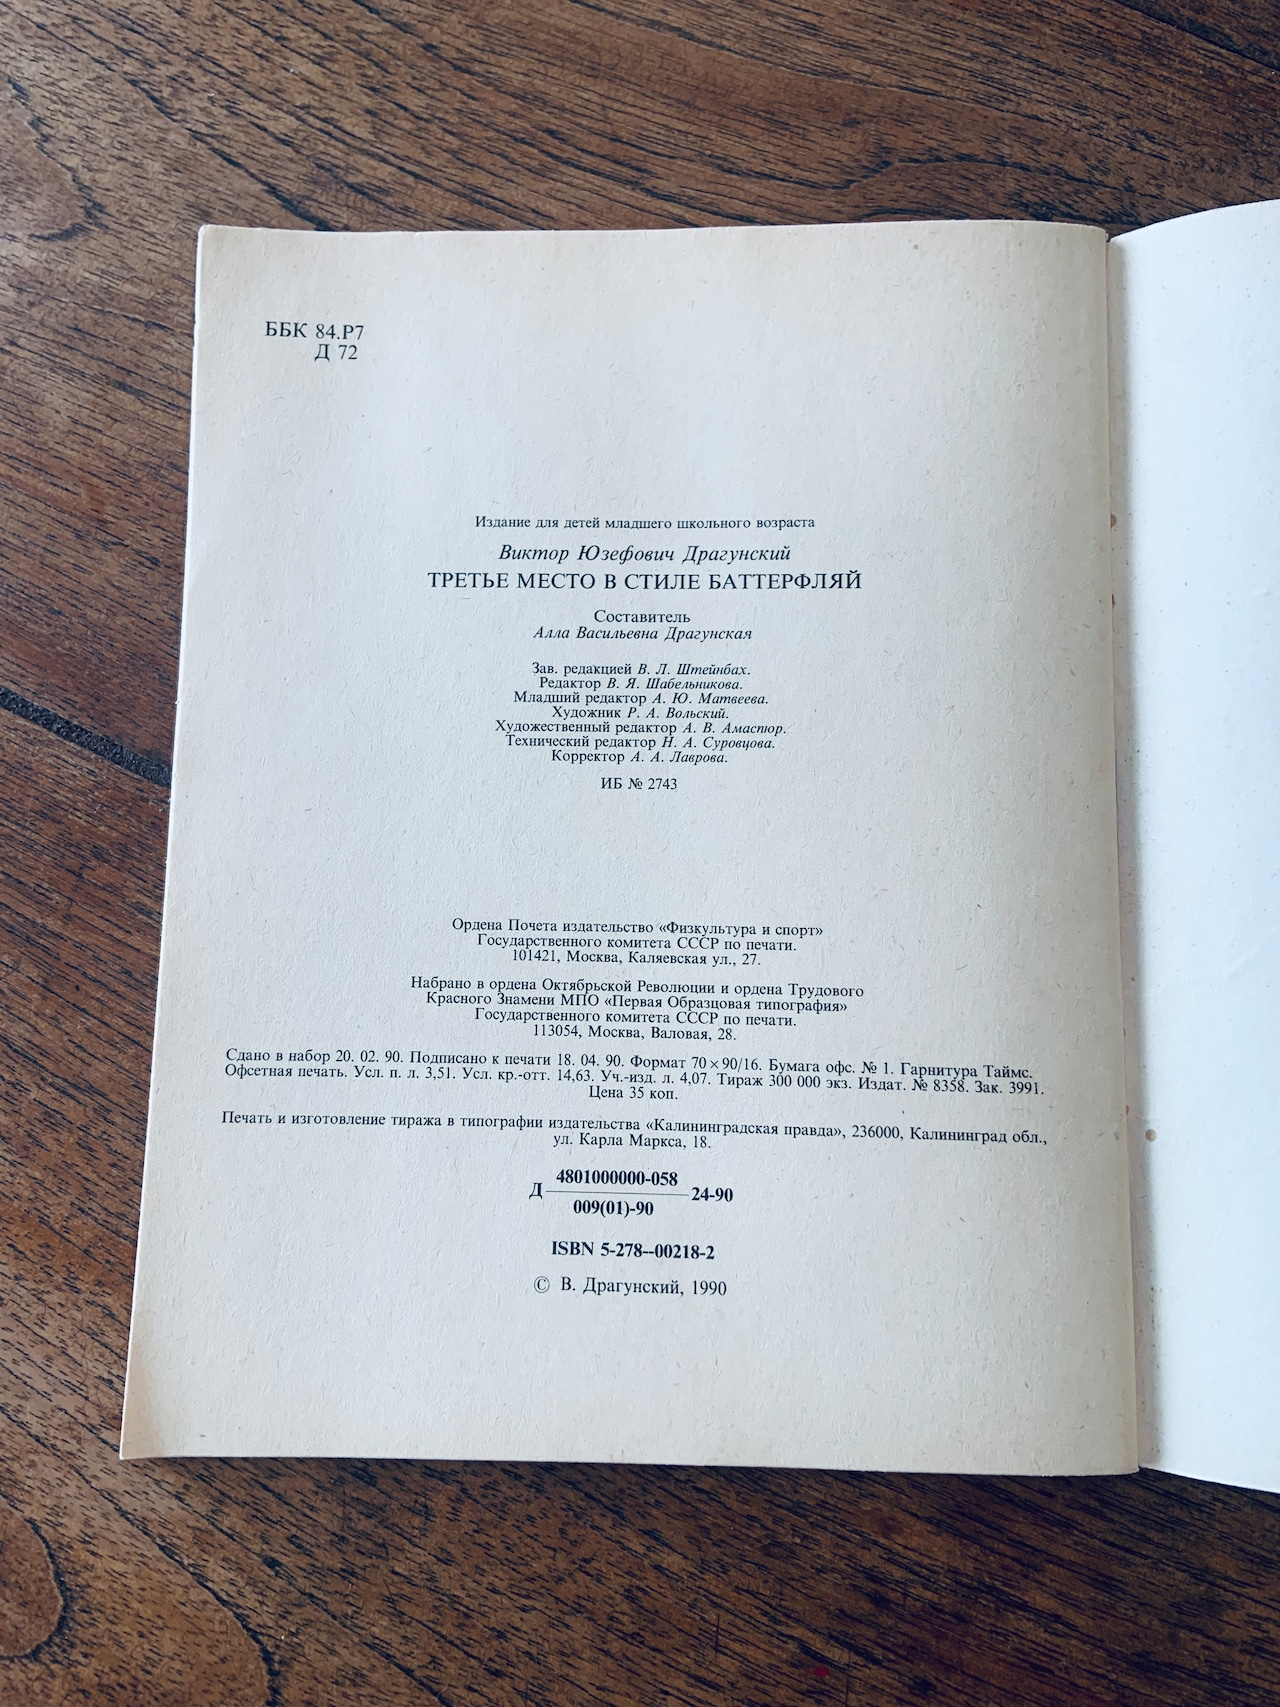 ББК 84.Р7
Д 72
Издание для детей младшего школьного возраста
Виктор Юзефович Драгунский
ТРЕТЬЕ МЕСТО В СТИЛЕ БАТТЕРФЛЯЙ
Составитель
Алла Васильевна Драгунская
Зав. редакцией В. Л. Штейнбах.
Редактор В. Я. Шабельникова.
Младший редактор А. Ю. Матвеева.
Художник Р. А. Вольский.
Художественный редактор А. В. Амаспюр.
Технический редактор Н. А. Суровцова.
Корректор А. А. Лаврова.
ИБ № 2743
Ордена Почета издательство «Физкультура и спорт»
Государственного комитета СССР по печати.
101421, Москва, Каляевская ул., 27.
Набрано в ордена Октябрьской Революции и ордена Трудового
Красного Знамени МПО «Первая Образцовая типография»
Государственного комитета СССР по печати.
113054, Москва, Валовая, 28.
Сдано в набор 20. 02. 90. Подписано к печати 18. 04. 90. Формат 70×90/16. Бумага офс. № 1. Гарнитура Таймс.
Офсетная печать. Усл. п. л. 3,51. Усл. кр.-отт. 14,63. Уч.-изд. л. 4,07. Тираж 300 000 экз. Издат. № 8358. Зак. 3991.
Цена 35 коп.
Печать и изготовление тиража в типографии издательства «Калининградская правда», 236000, Калининград обл.,
ул. Карла Маркса, 18.
4801000000-058
Д 24-90
009(01)-90
ISBN 5-278--00218-2
© В. Драгунский, 1990